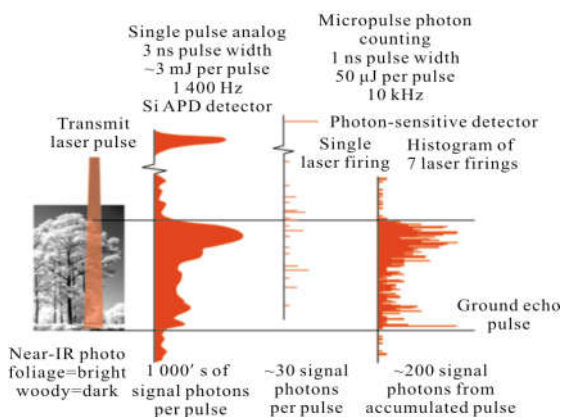 Single pulse analog
3 ns pulse width
~3 mJ per pulse
1 400 Hz
Si APD detector
Micropulse photon
counting
1 ns pulse width
50 μJ per pulse
10 kHz
Transmit
laser pulse
Photon-sensitive detector
Single
laser firing
Histogram of
7 laser firings
Ground echo
pulse
Near-IR photo
foliage=bright
woody=dark
1 000′ s of
signal photons
per pulse
~30 signal
photons
per pulse
~200 signal
photons from
accumulated pulse